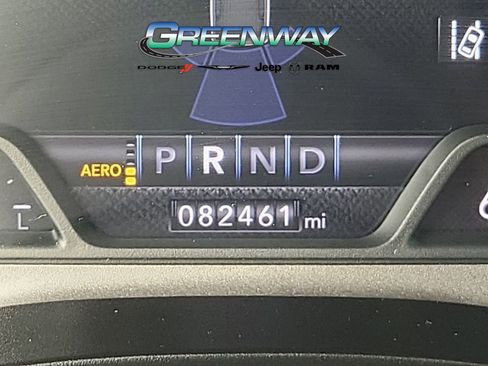 GREENWAY
DODGE Jeep RAM
AERO P R N D
082461 mi
L